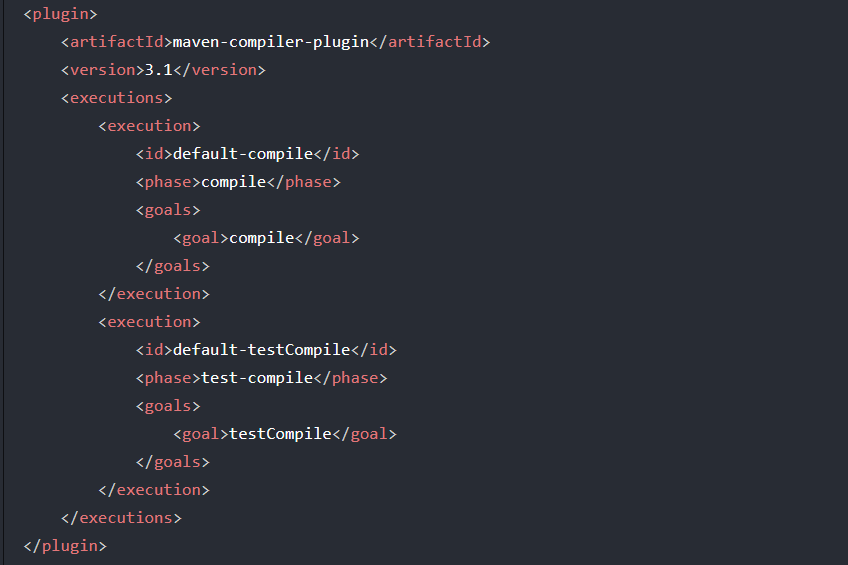 <plugin>
    <artifactId>maven-compiler-plugin</artifactId>
    <version>3.1</version>
    <executions>
        <execution>
            <id>default-compile</id>
            <phase>compile</phase>
            <goals>
                <goal>compile</goal>
            </goals>
        </execution>
        <execution>
            <id>default-testCompile</id>
            <phase>test-compile</phase>
            <goals>
                <goal>testCompile</goal>
            </goals>
        </execution>
    </executions>
</plugin>